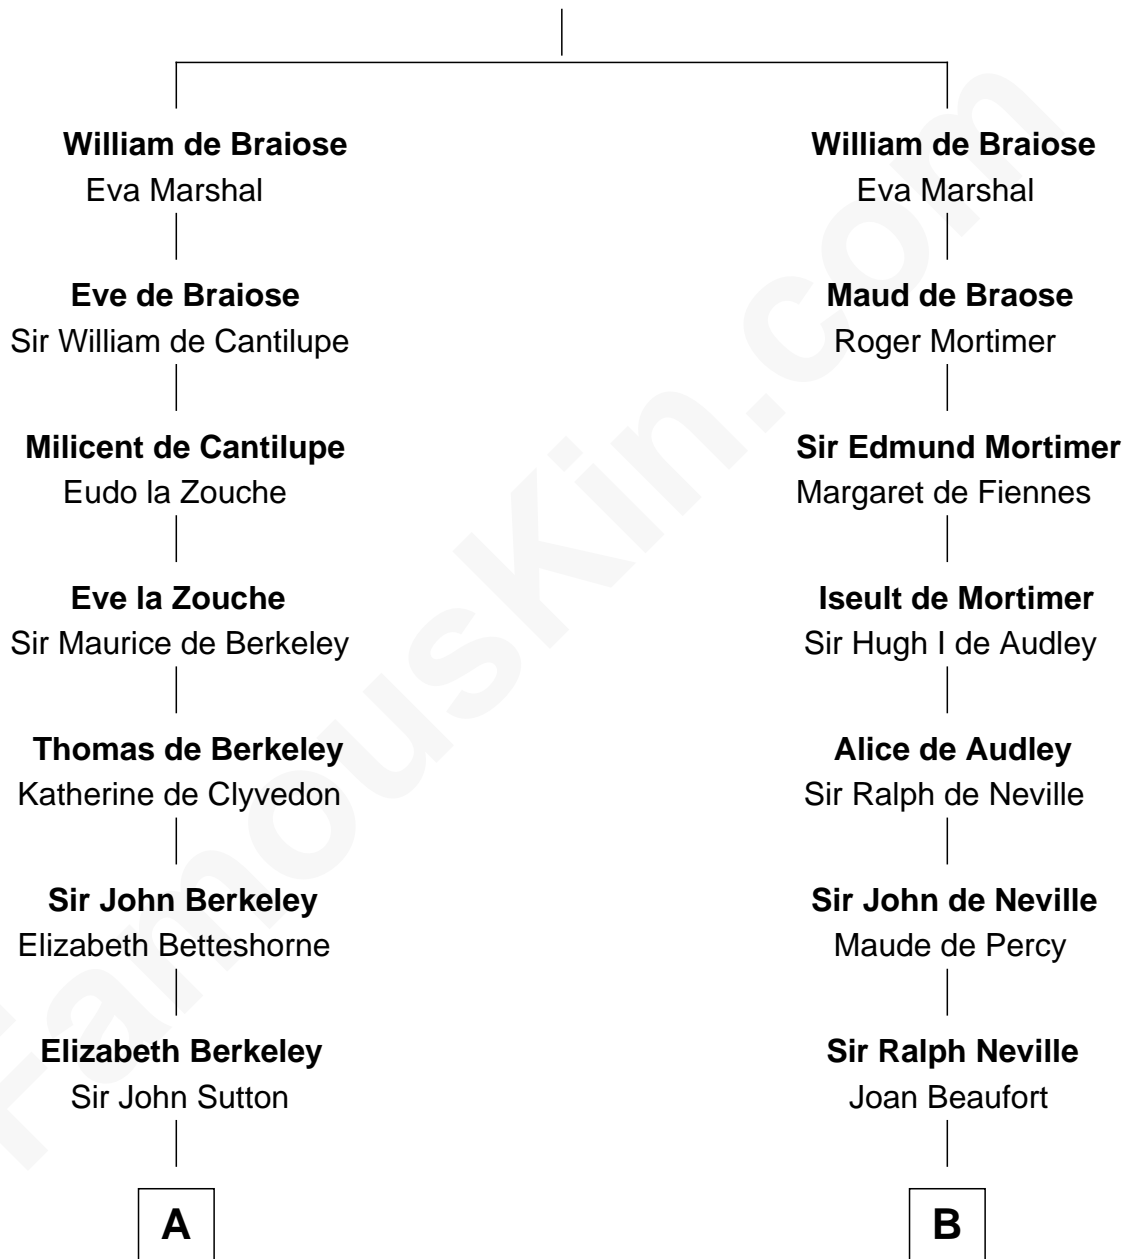 William de Braiose
Eva Marshal
Eve de Braiose
Sir William de Cantilupe
Milicent de Cantilupe
Eudo la Zouche
Eve la Zouche
Sir Maurice de Berkeley
Thomas de Berkeley
Katherine de Clyvedon
Sir John Berkeley
Elizabeth Betteshorne
Elizabeth Berkeley
Sir John Sutton
A
William de Braiose
Eva Marshal
Maud de Braose
Roger Mortimer
Sir Edmund Mortimer
Margaret de Fiennes
Iseult de Mortimer
Sir Hugh I de Audley
Alice de Audley
Sir Ralph de Neville
Sir John de Neville
Maude de Percy
Sir Ralph Neville
Joan Beaufort
B
FamousKin.com